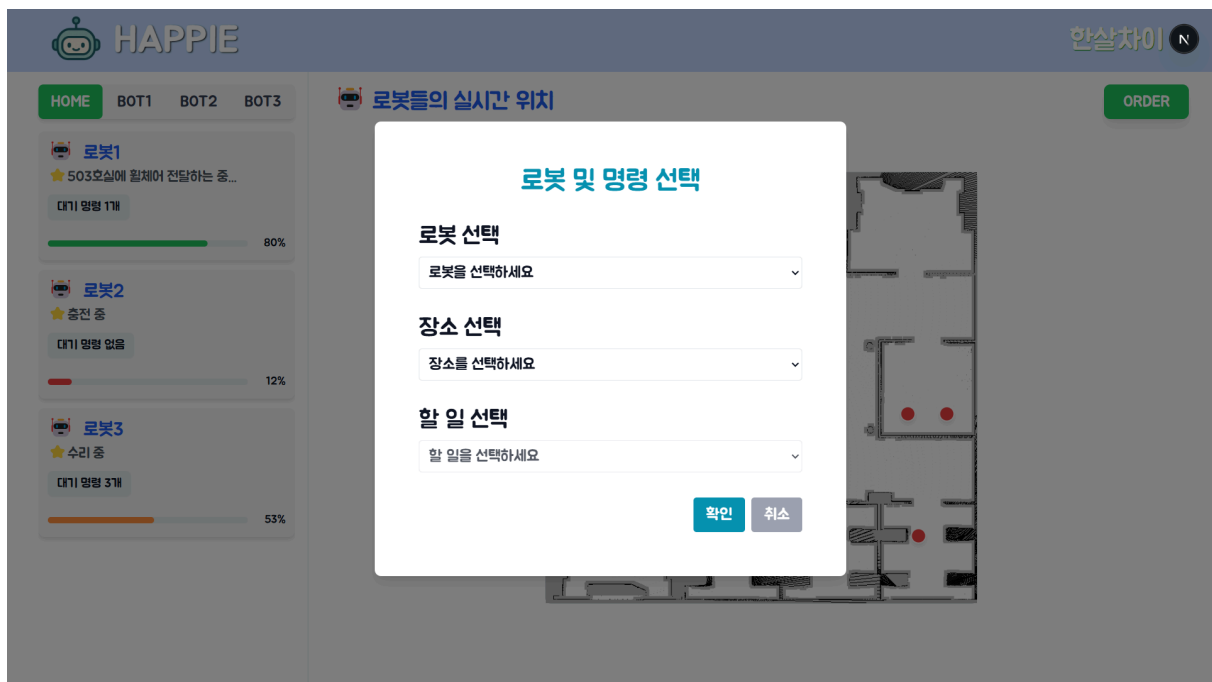 HAPPIE
한살차이
N
HOME BOT1 BOT2 BOT3
로봇들의 실시간 위치
ORDER
로봇1
503호실에 휠체어 전달하는 중...
대기 명령 1개
80%
로봇2
충전 중
대기 명령 없음
12%
로봇3
수리 중
대기 명령 3개
53%
로봇 및 명령 선택
로봇 선택
로봇을 선택하세요
장소 선택
장소를 선택하세요
할 일 선택
할 일을 선택하세요
확인 취소